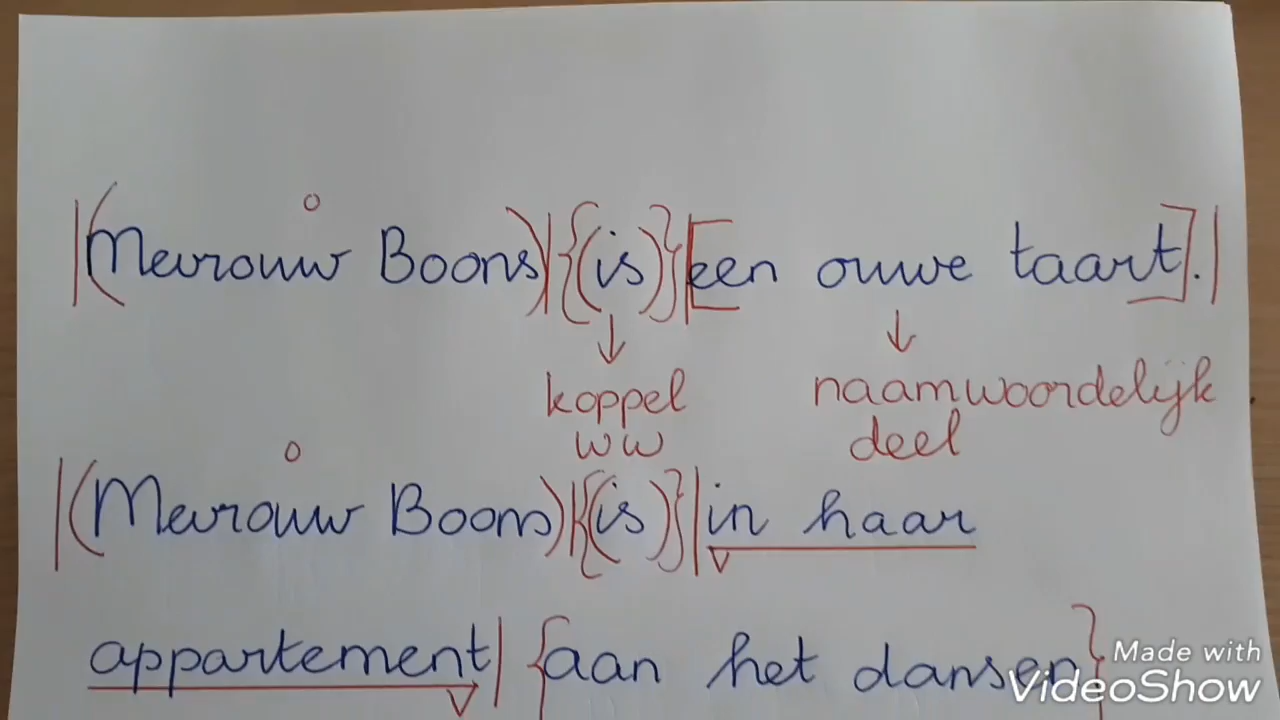 |(Mevrouw Boons)|{(is)}|[een ouwe taart].|
↓ ↓
koppel naamwoordelijk
ww deel
|(Mevrouw Boons)|{(is)}|in haar
appartement| {aan het dansen}
Made with
VideoShow